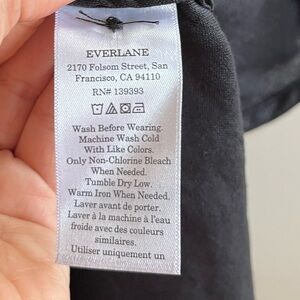 EVERLANE
2170 Folsom Street, San
Francisco, CA 94110
RN# 139393
Wash Before Wearing.
Machine Wash Cold
With Like Colors.
Only Non-Chlorine Bleach
When Needed.
Tumble Dry Low.
Warm Iron When Needed.
Laver avant de porter.
Laver à la machine à l'eau
froide avec des couleurs
similaires.
Utiliser uniquement un